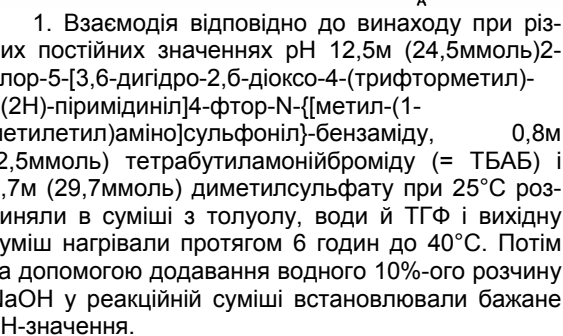 1. Взаємодія відповідно до винаходу при різ-
их постійних значеннях рН 12,5м (24,5ммоль)2-
лор-5-[3,6-дигідро-2,6-діоксо-4-(трифторметил)-
(2Н)-піримідиніл]4-фтор-N-{[метил-(1-
етилетил)аміно]сульфоніл}-бензаміду, 0,8м
2,5ммоль) тетрабутиламонійброміду (= ТБАБ) і
,7м (29,7ммоль) диметилсульфату при 25°С роз-
иняли в суміші з толуолу, води й ТГФ і вихідну
уміш нагрівали протягом 6 годин до 40°С. Потім
а допомогою додавання водного 10%-ого розчину
NaOH у реакційній суміші встановлювали бажане
Н-значення.